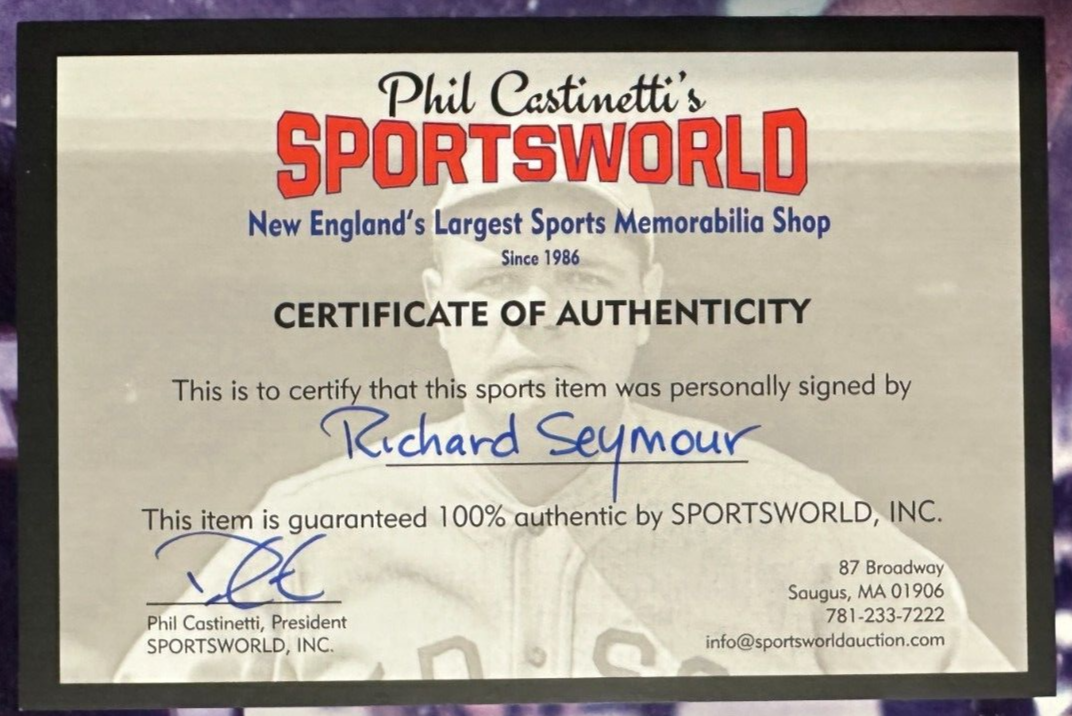 Phil Castinetti's
SPORTSWORLD
New England's Largest Sports Memorabilia Shop
Since 1986
CERTIFICATE OF AUTHENTICITY
This is to certify that this sports item was personally signed by
Richard Seymour
This item is guaranteed 100% authentic by SPORTSWORLD, INC.
Phil Castinetti, President
SPORTSWORLD, INC.
87 Broadway
Saugus, MA 01906
781-233-7222
info@sportsworldauction.com